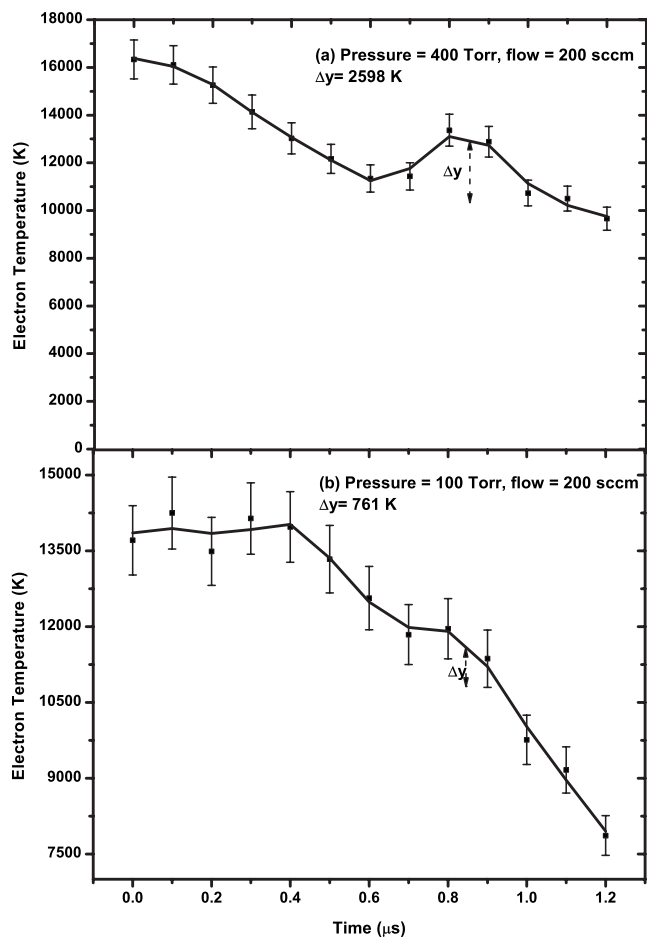 18000
16000
14000
12000
10000
8000
6000
4000
2000
0
Electron Temperature (K)
(a) Pressure = 400 Torr, flow = 200 sccm
Δy= 2598 K
Δy
15000
13500
12000
10500
9000
7500
Electron Temperature (K)
(b) Pressure = 100 Torr, flow = 200 sccm
Δy= 761 K
Δy
0.0 0.2 0.4 0.6 0.8 1.0 1.2
Time (μs)